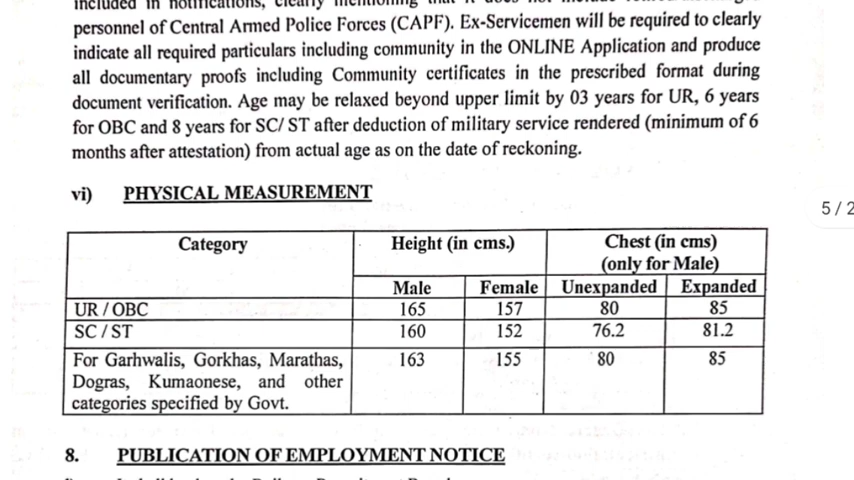 personnel of Central Armed Police Forces (CAPF). Ex-Servicemen will be required to clearly
indicate all required particulars including community in the ONLINE Application and produce
all documentary proofs including Community certificates in the prescribed format during
document verification. Age may be relaxed beyond upper limit by 03 years for UR, 6 years
for OBC and 8 years for SC/ ST after deduction of military service rendered (minimum of 6
months after attestation) from actual age as on the date of reckoning.
vi) PHYSICAL MEASUREMENT
5 / 2
Category Height (in cms.) Chest (in cms)
(only for Male)
Male Female Unexpanded Expanded
UR / OBC 165 157 80 85
SC / ST 160 152 76.2 81.2
For Garhwalis, Gorkhas, Marathas, 163 155 80 85
Dogras, Kumaonese, and other
categories specified by Govt.
8. PUBLICATION OF EMPLOYMENT NOTICE